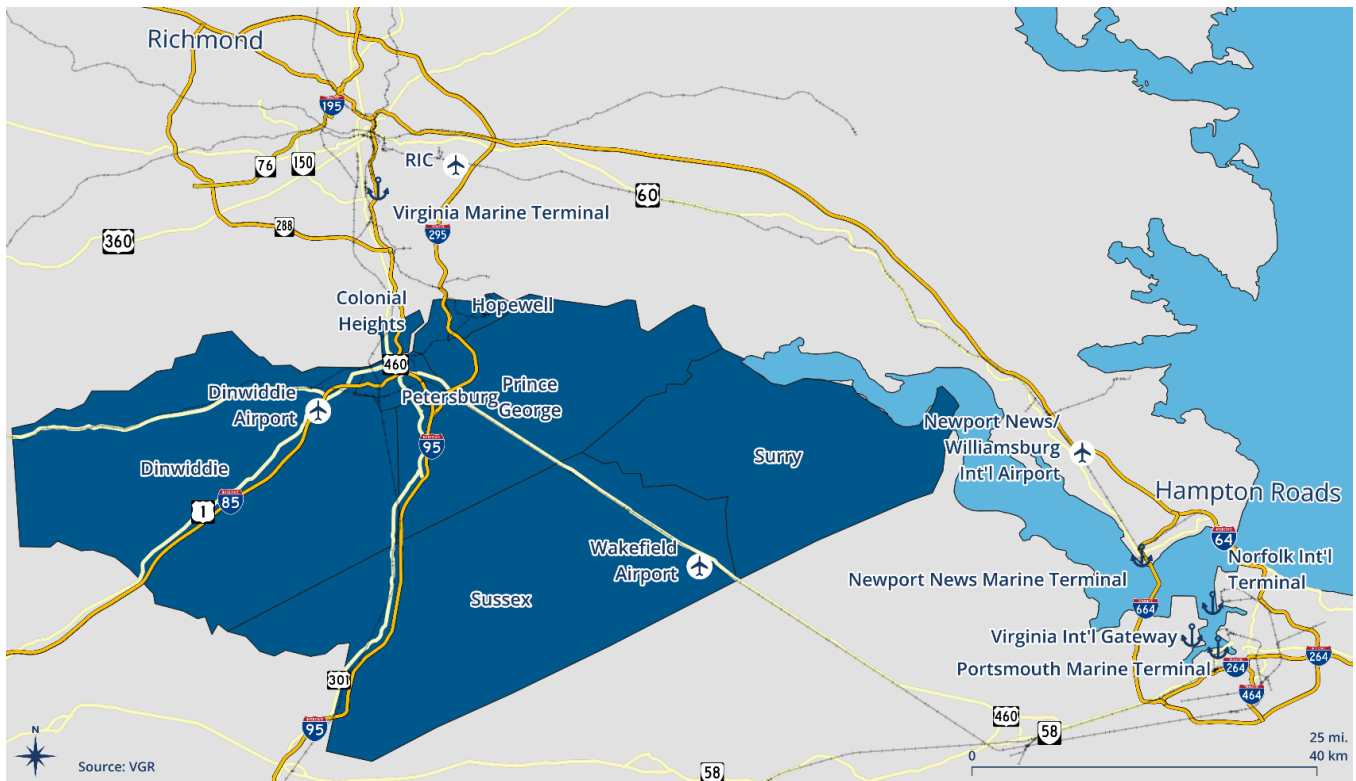 Richmond
195
76
150
RIC
60
Virginia Marine Terminal
288
295
360
Colonial
Heights
Hopewell
460
Dinwiddie
Airport
Petersburg
Prince
George
95
Newport News/
Williamsburg
Int'l Airport
Surry
Dinwiddie
85
1
Hampton Roads
64
Wakefield
Airport
Norfolk Int'l
Terminal
Newport News Marine Terminal
Sussex
664
Virginia Int'l Gateway
Portsmouth Marine Terminal
264
264
301
464
460
95
58
N
25 mi.
0
40 km
Source: VGR
58